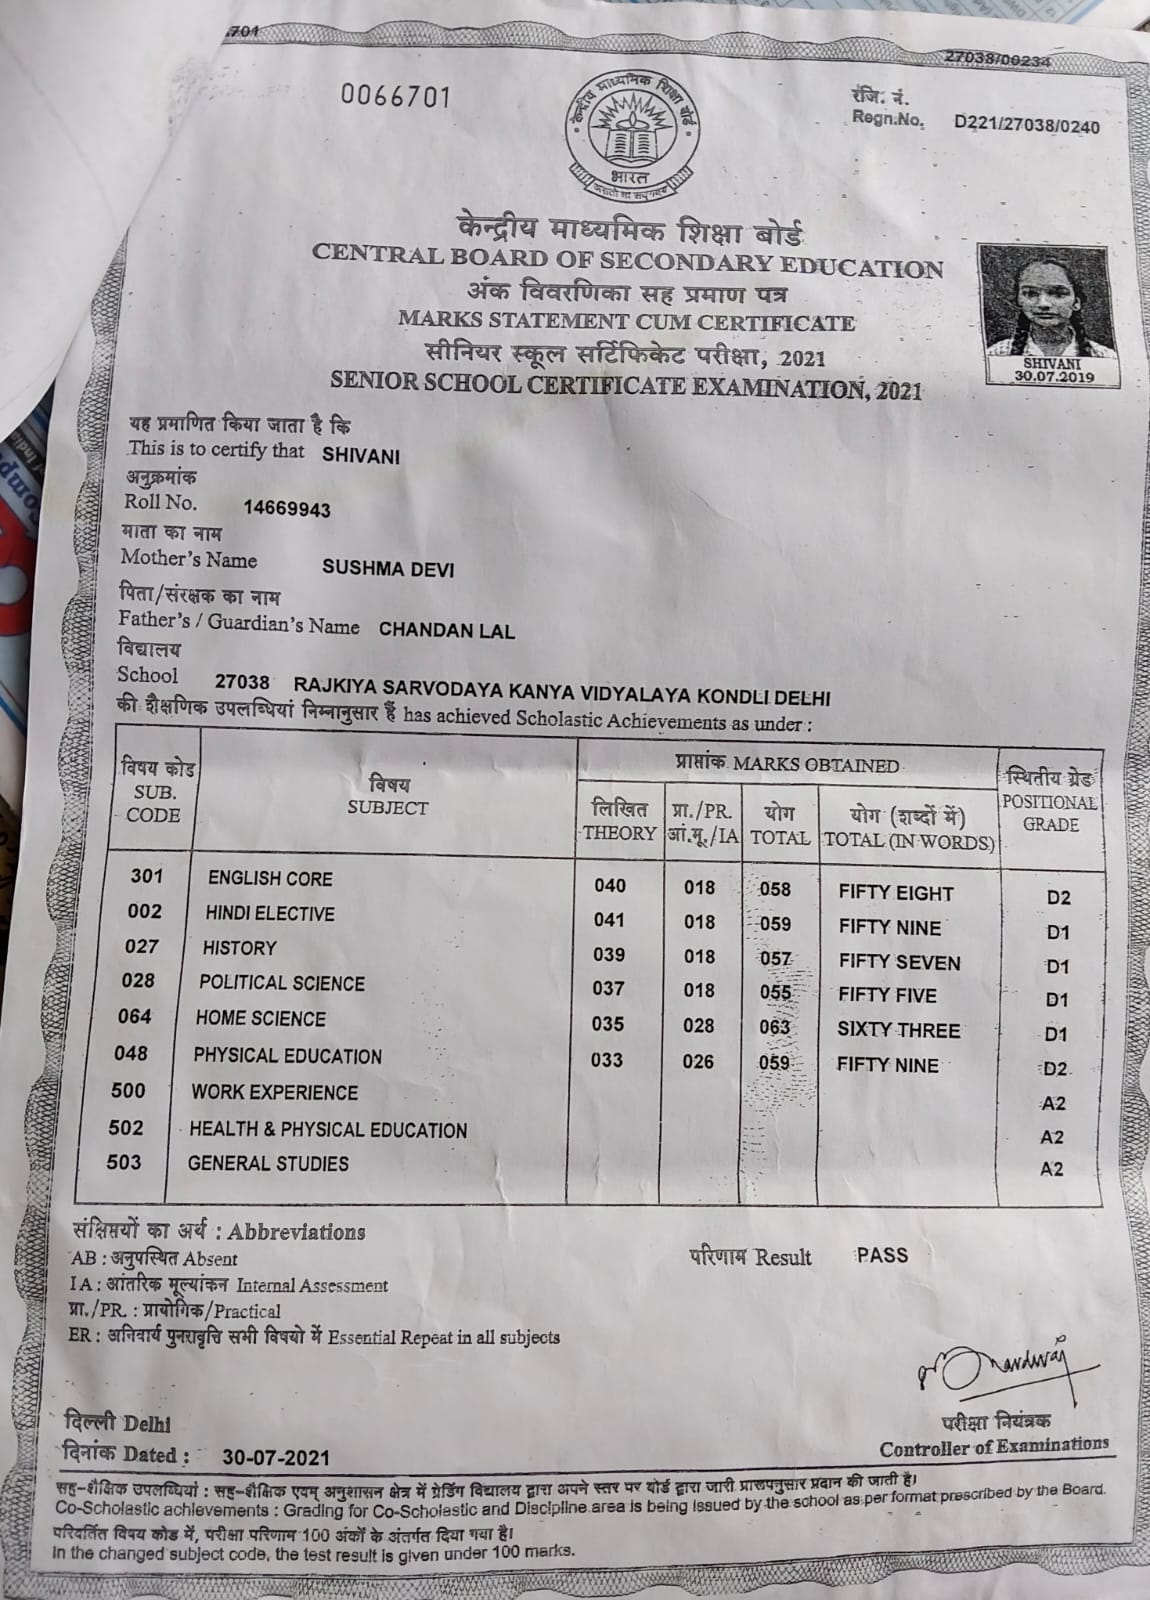 .701
27038/00234
0066701
रंजि. नं.
Regn.No. D221/27038/0240
केन्द्रीय माध्यमिक शिक्षा बोर्ड
भारत
असतो मा सद्गमय
केन्द्रीय माध्यमिक शिक्षा बोर्ड
CENTRAL BOARD OF SECONDARY EDUCATION
अंक विवरणिका सह प्रमाण पत्र
MARKS STATEMENT CUM CERTIFICATE
सीनियर स्कूल सर्टिफिकेट परीक्षा, 2021
SENIOR SCHOOL CERTIFICATE EXAMINATION, 2021
SHIVANI
30.07.2019
यह प्रमाणित किया जाता है कि
This is to certify that SHIVANI
अनुक्रमांक
Roll No. 14669943
माता का नाम
Mother's Name SUSHMA DEVI
पिता/संरक्षक का नाम
Father's / Guardian's Name CHANDAN LAL
विद्यालय
School 27038 RAJKIYA SARVODAYA KANYA VIDYALAYA KONDLI DELHI
की शैक्षणिक उपलब्धियां निम्नानुसार हैं has achieved Scholastic Achievements as under :
विषय कोड SUB. CODE विषय SUBJECT प्राप्तांक MARKS OBTAINED स्थितीय ग्रेड POSITIONAL GRADE
लिखित THEORY प्रा./PR. आं.मू./IA योग TOTAL योग (शब्दों में) TOTAL (IN WORDS)
301 ENGLISH CORE 040 018 058 FIFTY EIGHT D2
002 HINDI ELECTIVE 041 018 059 FIFTY NINE D1
027 HISTORY 039 018 057 FIFTY SEVEN D1
028 POLITICAL SCIENCE 037 018 055 FIFTY FIVE D1
064 HOME SCIENCE 035 028 063 SIXTY THREE D1
048 PHYSICAL EDUCATION 033 026 059 FIFTY NINE D2
500 WORK EXPERIENCE A2
502 HEALTH & PHYSICAL EDUCATION A2
503 GENERAL STUDIES A2
संक्षिप्तयों का अर्थ : Abbreviations
AB : अनुपस्थित Absent
IA : आंतरिक मूल्यांकन Internal Assessment
प्रा./PR. : प्रायोगिक/Practical
ER : अनिवार्य पुनरावृत्ति सभी विषयो में Essential Repeat in all subjects
परिणाम Result PASS
दिल्ली Delhi
दिनांक Dated : 30-07-2021
परीक्षा नियंत्रक
Controller of Examinations
सह-शैक्षिक उपलब्धियां : सह-शैक्षिक एवम् अनुशासन क्षेत्र में ग्रेडिंग विद्यालय द्वारा अपने स्तर पर बोर्ड द्वारा जारी प्रारूपनुसार प्रदान की जाती है।
Co-Scholastic achievements : Grading for Co-Scholastic and Discipline area is being issued by the school as per format prescribed by the Board.
परिवर्तित विषय कोड में, परीक्षा परिणाम 100 अंकों के अंतर्गत दिया गया है।
In the changed subject code, the test result is given under 100 marks.